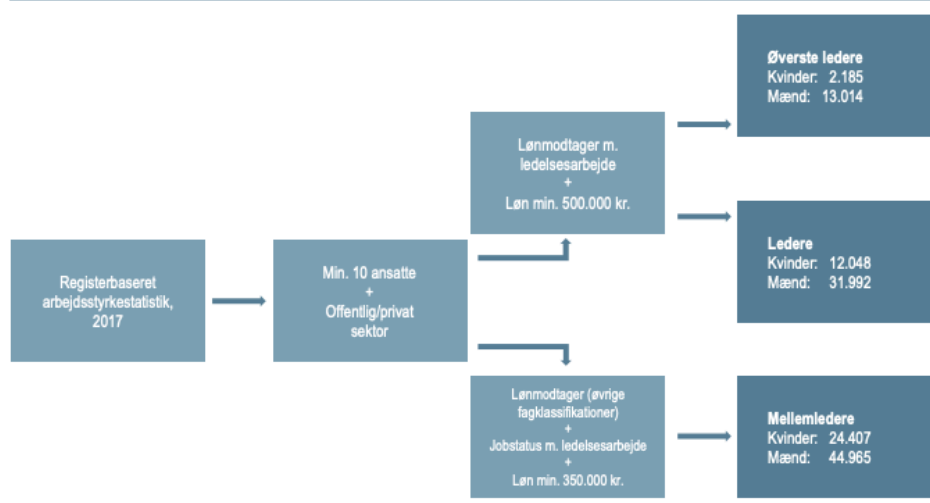 Registerbaseret
arbejdsstyrkestatistik,
2017
Min. 10 ansatte
+
Offentlig/privat
sektor
Lønmodtager m.
ledelsesarbejde
+
Løn min. 500.000 kr.
Lønmodtager (øvrige
fagklassifikationer)
+
Jobstatus m. ledelsesarbejde
+
Løn min. 350.000 kr.
Øverste ledere
Kvinder: 2.185
Mænd: 13.014
Ledere
Kvinder: 12.048
Mænd: 31.992
Mellemledere
Kvinder: 24.407
Mænd: 44.965